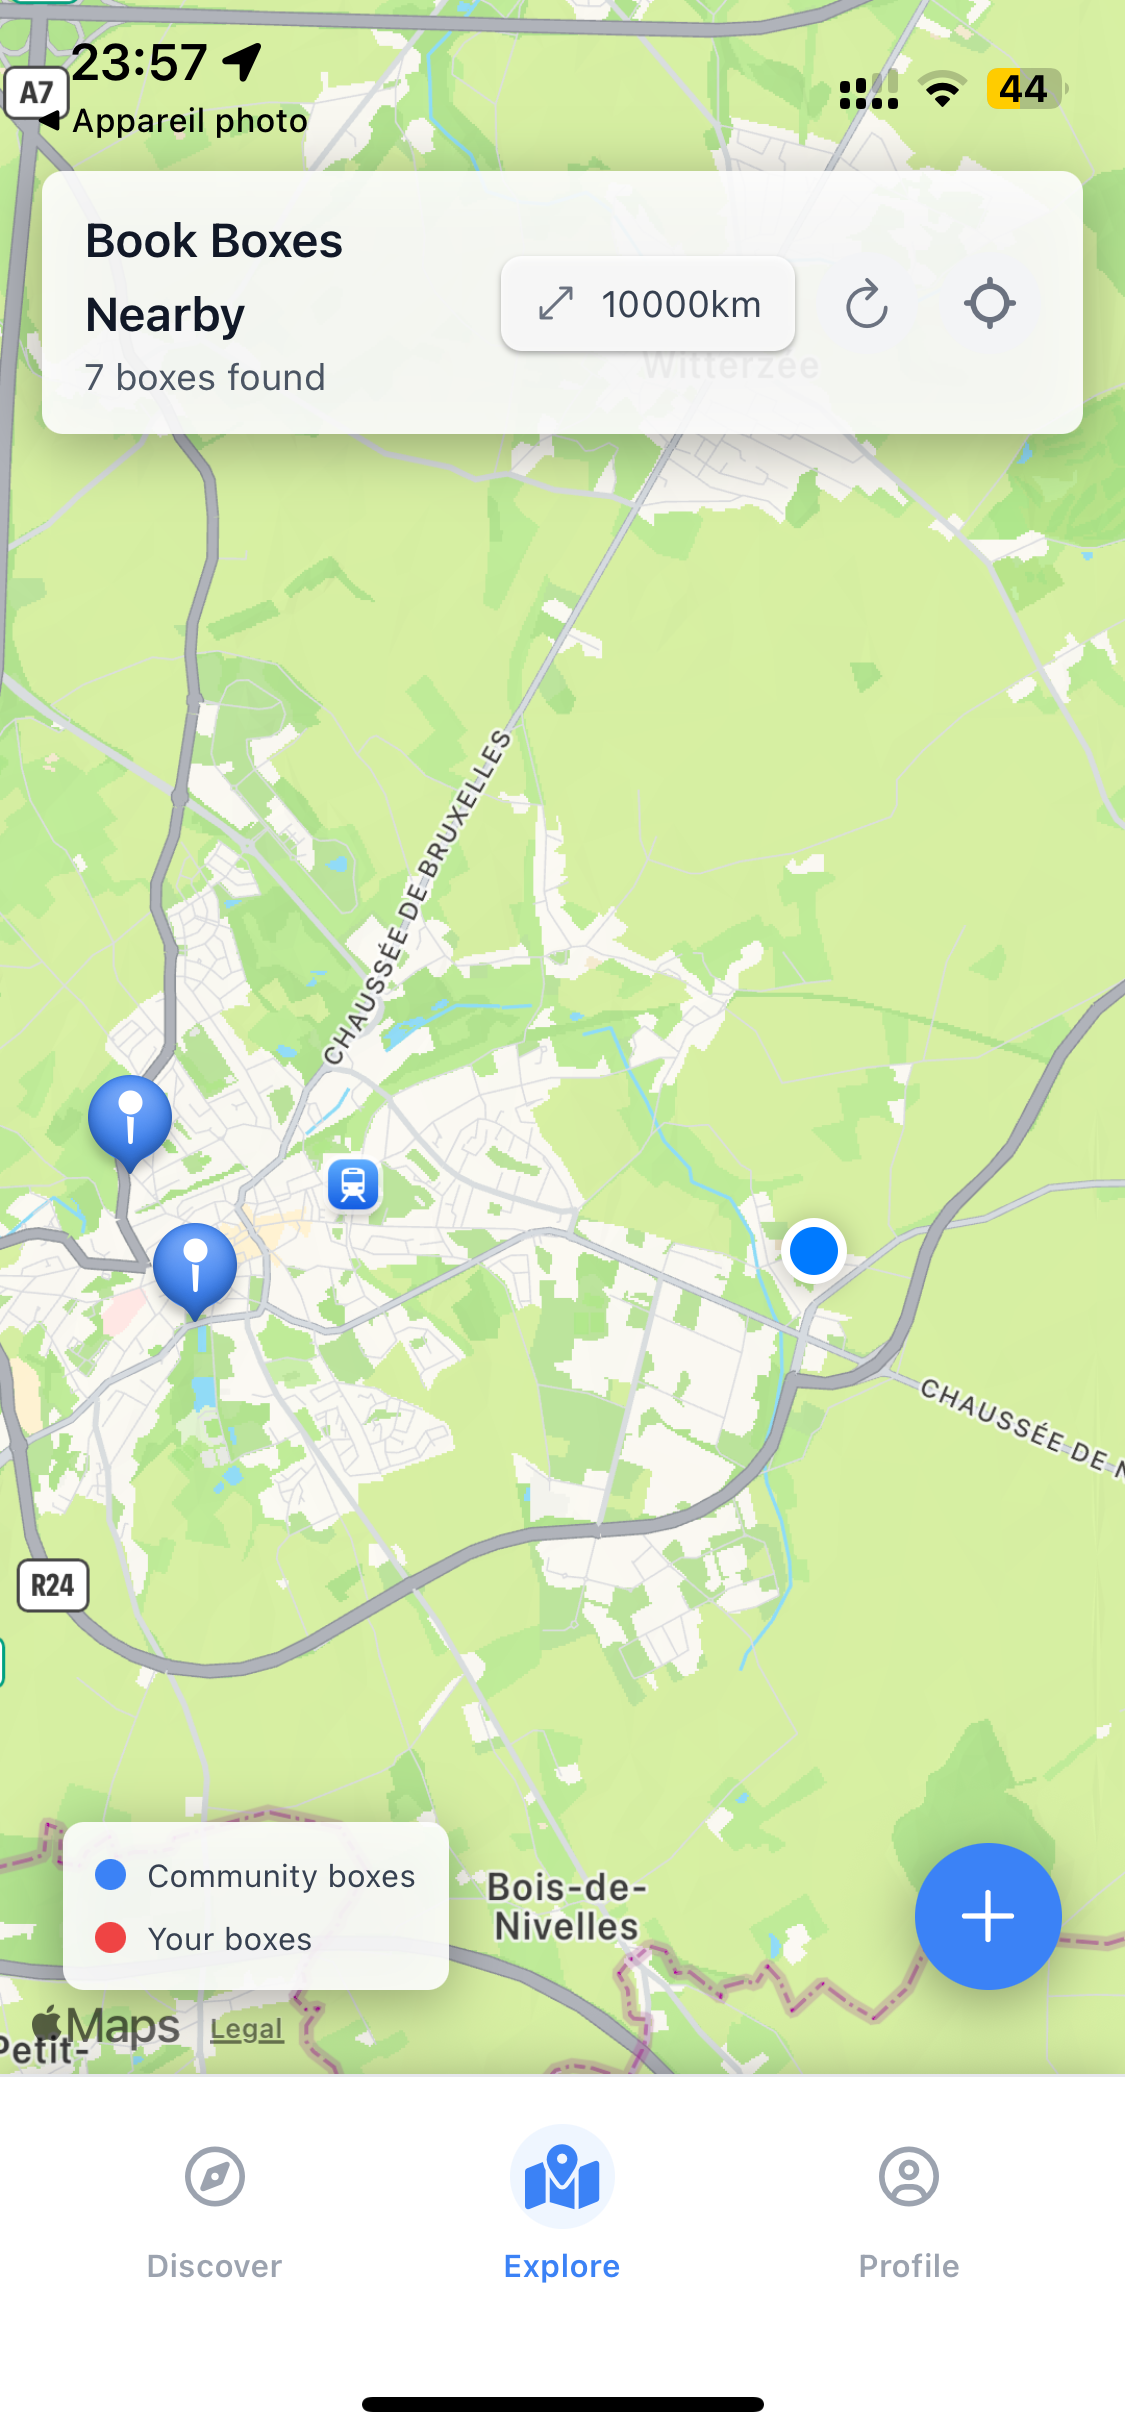 23:57
44
A7
Appareil photo
Book Boxes
Nearby
10000km
7 boxes found
Witterzée
CHAUSSÉE DE BRUXELLES
CHAUSSÉE DE N
R24
Community boxes
Your boxes
Bois-de-
Nivelles
Maps
Legal
Petit-
Discover
Explore
Profile